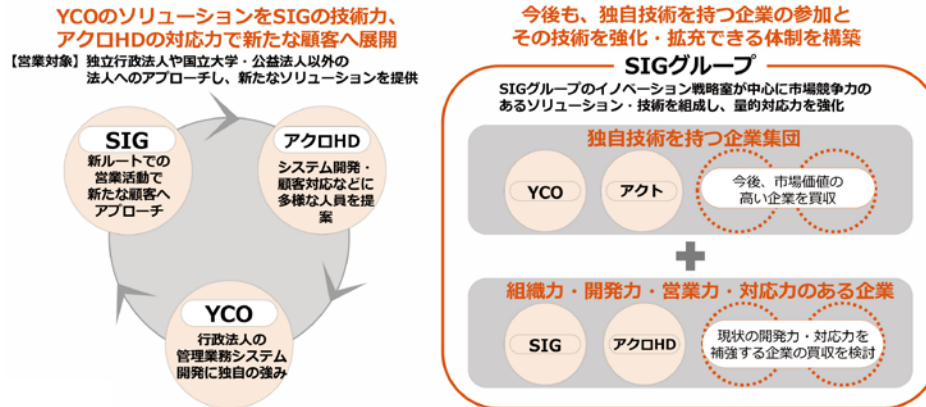 YCOのソリューションをSIGの技術力、
アクロHDの対応力で新たな顧客へ展開
【営業対象】独立行政法人や国立大学・公益法人以外の
法人へのアプローチし、新たなソリューションを提供
SIG
新ルートでの
営業活動で
新たな顧客へ
アプローチ
アクロHD
システム開発・
顧客対応などに
多様な人員を提
案
YCO
行政法人の
管理業務システム
開発に独自の強み
今後も、独自技術を持つ企業の参加と
その技術を強化・拡充できる体制を構築
SIGグループ
SIGグループのイノベーション戦略室が中心に市場競争力の
あるソリューション・技術を組成し、量的対応力を強化
独自技術を持つ企業集団
YCO
アクト
今後、市場価値の
高い企業を買収
組織力・開発力・営業力・対応力のある企業
SIG
アクロHD
現状の開発力・対応力を
補強する企業の買収を検討